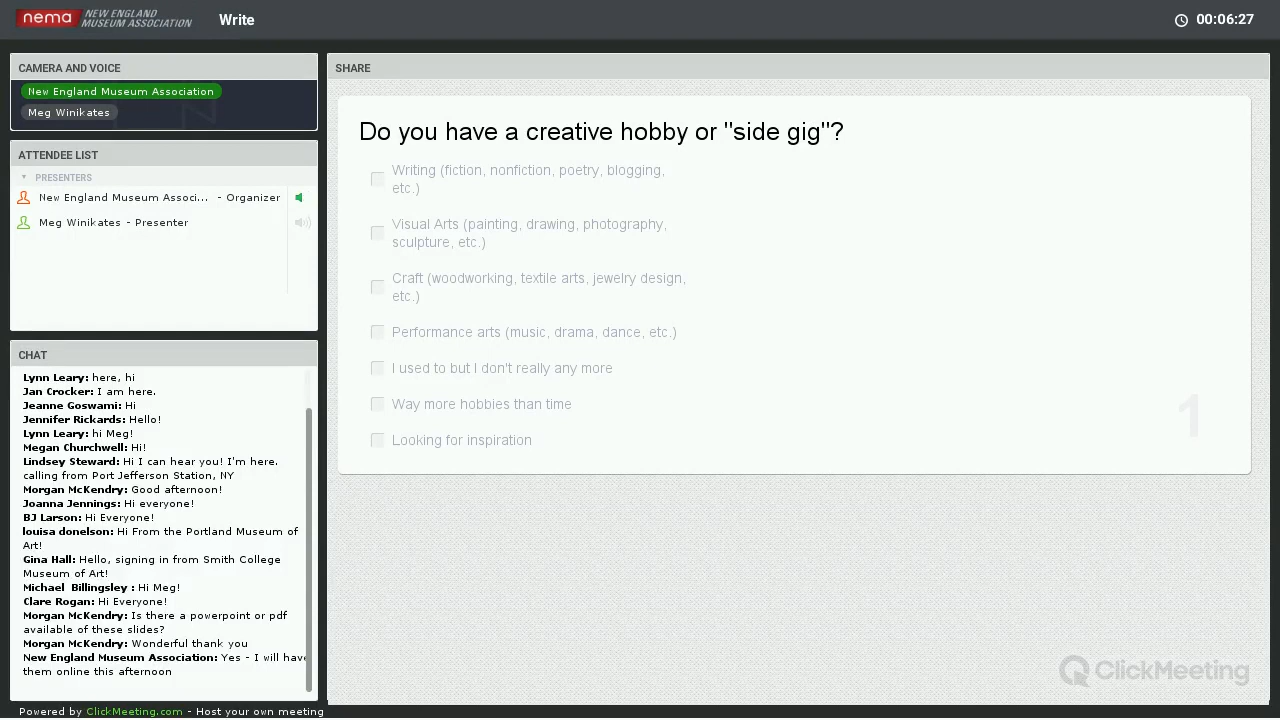 nema NEW ENGLAND
MUSEUM ASSOCIATION
Write
00:06:27
CAMERA AND VOICE
New England Museum Association
Meg Winikates
ATTENDEE LIST
PRESENTERS
New England Museum Associ... - Organizer
Meg Winikates - Presenter
CHAT
Lynn Leary: here, hi
Jan Crocker: I am here.
Jeanne Goswami: Hi
Jennifer Rickards: Hello!
Lynn Leary: hi Meg!
Megan Churchwell: Hi!
Lindsey Steward: Hi I can hear you! I'm here.
calling from Port Jefferson Station, NY
Morgan McKendry: Good afternoon!
Joanna Jennings: Hi everyone!
BJ Larson: Hi Everyone!
louisa donelson: Hi From the Portland Museum of
Art!
Gina Hall: Hello, signing in from Smith College
Museum of Art!
Michael Billingsley : Hi Meg!
Clare Rogan: Hi Everyone!
Morgan McKendry: Is there a powerpoint or pdf
available of these slides?
Morgan McKendry: Wonderful thank you
New England Museum Association: Yes - I will have
them online this afternoon
Powered by ClickMeeting.com - Host your own meeting
SHARE
Do you have a creative hobby or "side gig"?
Writing (fiction, nonfiction, poetry, blogging,
etc.)
Visual Arts (painting, drawing, photography,
sculpture, etc.)
Craft (woodworking, textile arts, jewelry design,
etc.)
Performance arts (music, drama, dance, etc.)
I used to but I don't really any more
Way more hobbies than time
Looking for inspiration
1
ClickMeeting